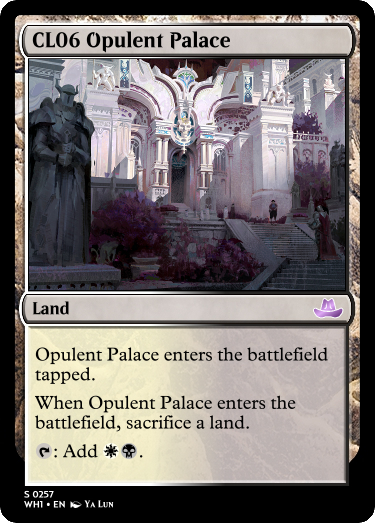 CL06 Opulent Palace
Land
Opulent Palace enters the battlefield
tapped.
When Opulent Palace enters the
battlefield, sacrifice a land.
: Add .
S 0257
WH1 • EN Ya Lun